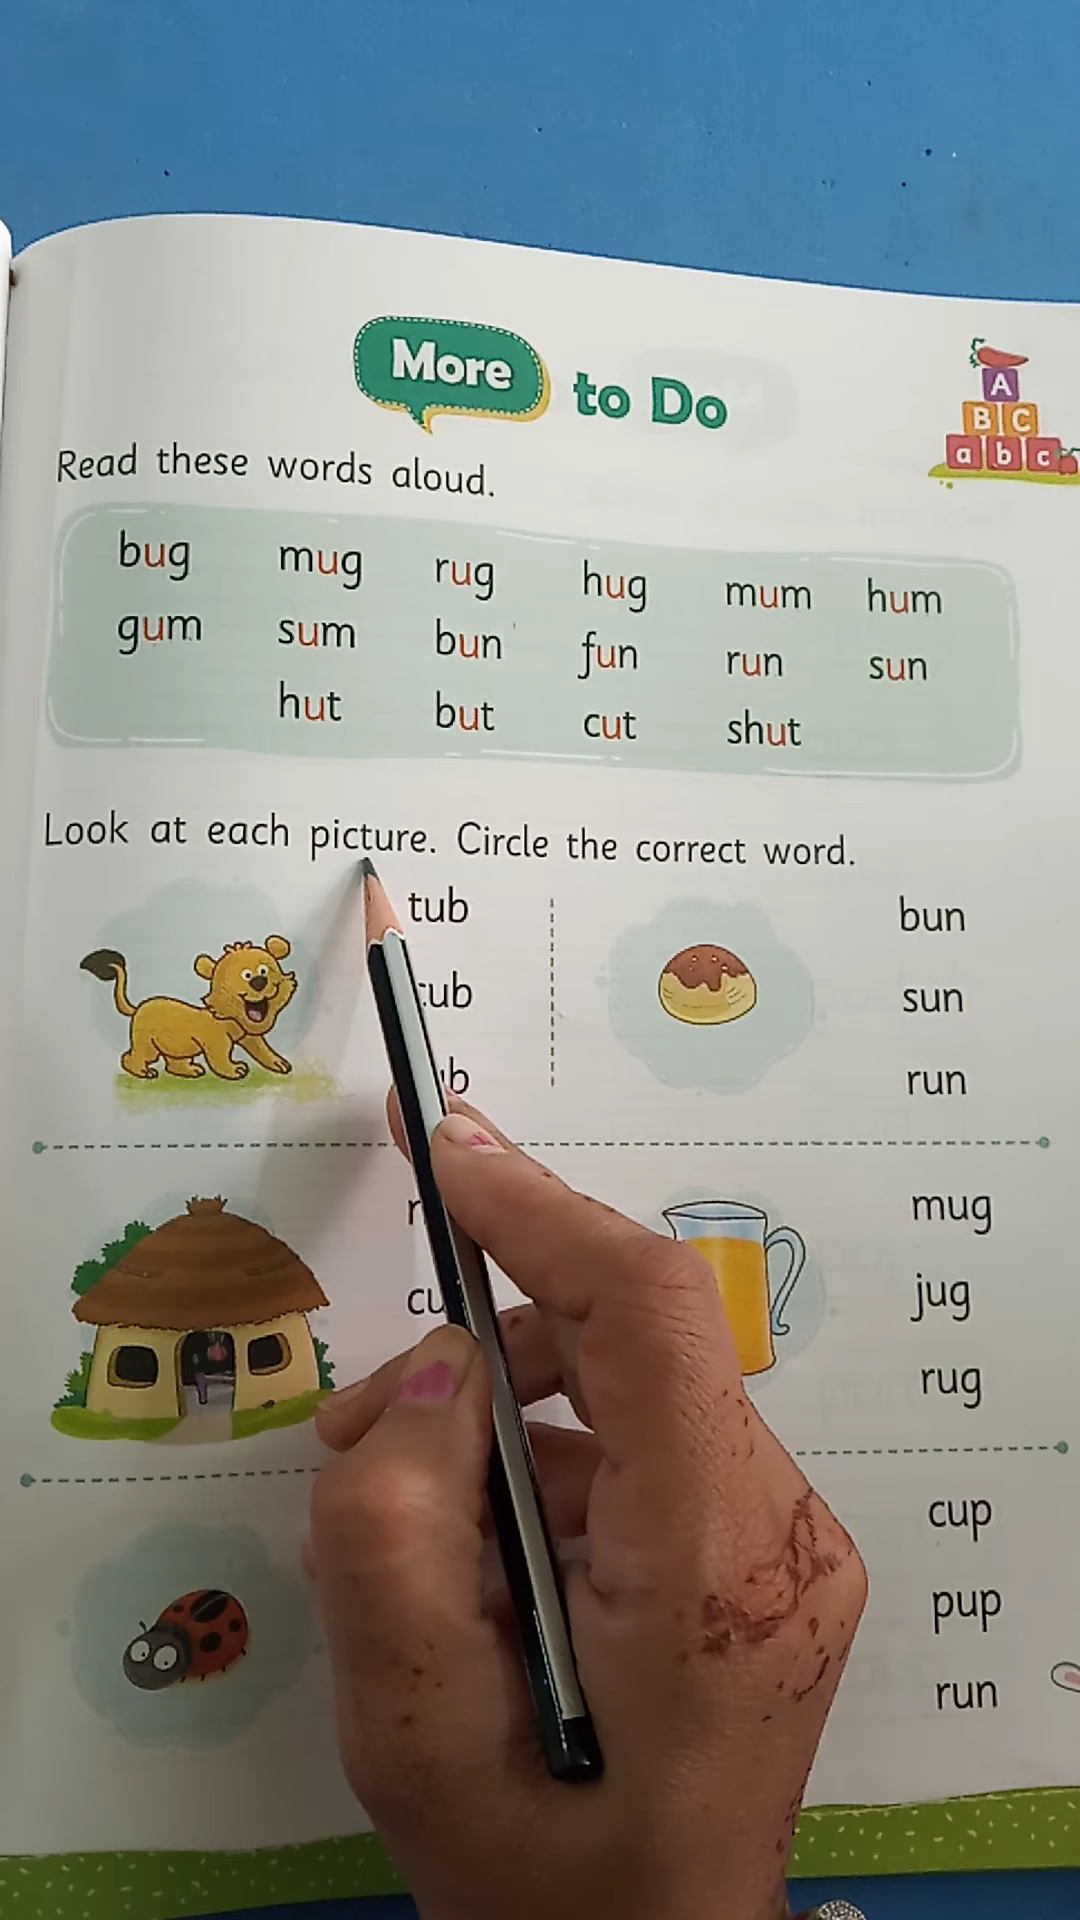 More to Do
A
B C
a b c
Read these words aloud.
bug mug rug hug mum hum
gum sum bun fun run sun
hut but cut shut
Look at each picture. Circle the correct word.
tub
bun
sun
run
mug
jug
rug
cup
pup
run